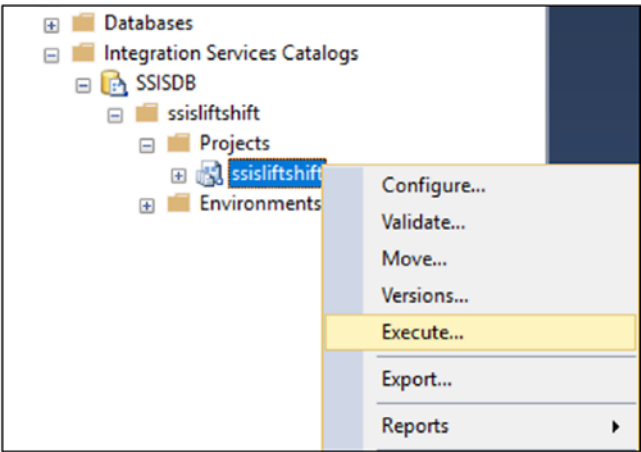 Databases
Integration Services Catalogs
SSISDB
ssisliftshift
Projects
ssisliftshift
Environments
Configure...
Validate...
Move...
Versions...
Execute...
Export...
Reports